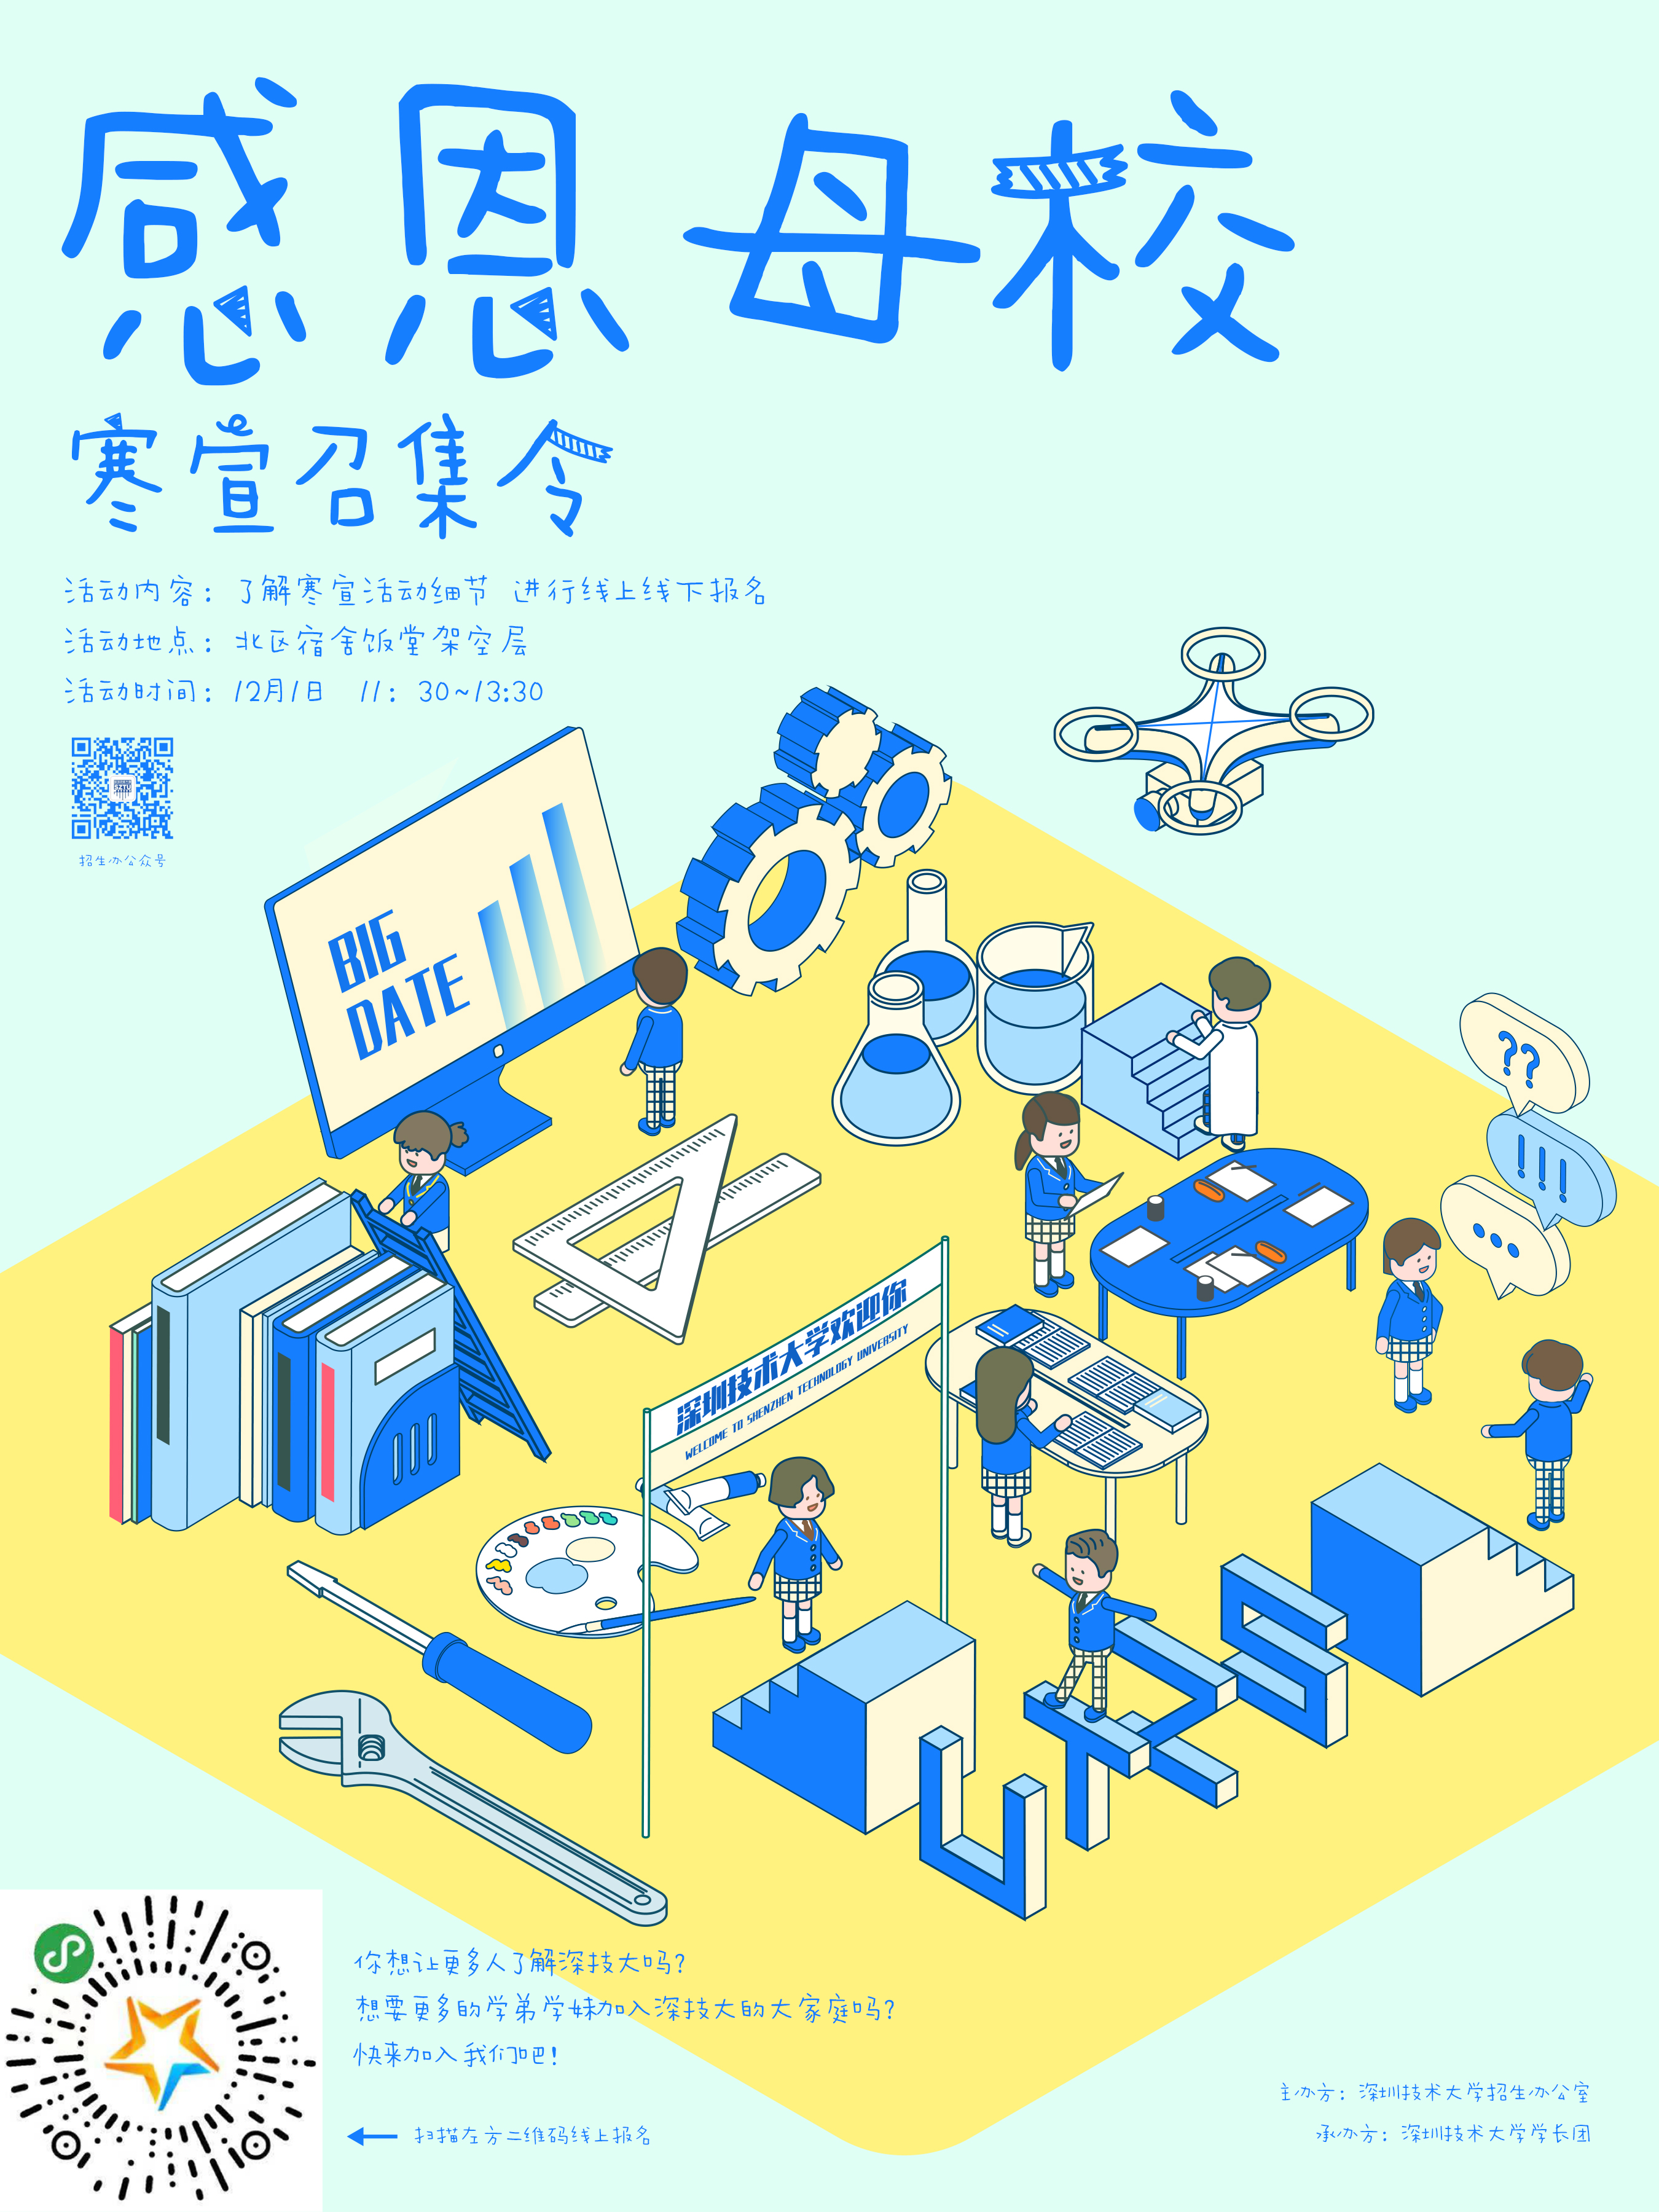 感恩母校
寒宣召集令
活动内容：了解寒宣活动细节 进行线上线下报名
活动地点：北区宿舍饭堂架空层
活动时间：12月1日 11：30~13:30
招生办公众号
BIG
DATE
??
!!!
...
深圳技术大学欢迎你
WELCOME TO SHENZHEN TECHNOLOGY UNIVERSITY
UTS
你想让更多人了解深技大吗？
想要更多的学弟学妹加入深技大的大家庭吗？
快来加入我们吧！
扫描左方二维码线上报名
主办方：深圳技术大学招生办公室
承办方：深圳技术大学学长团